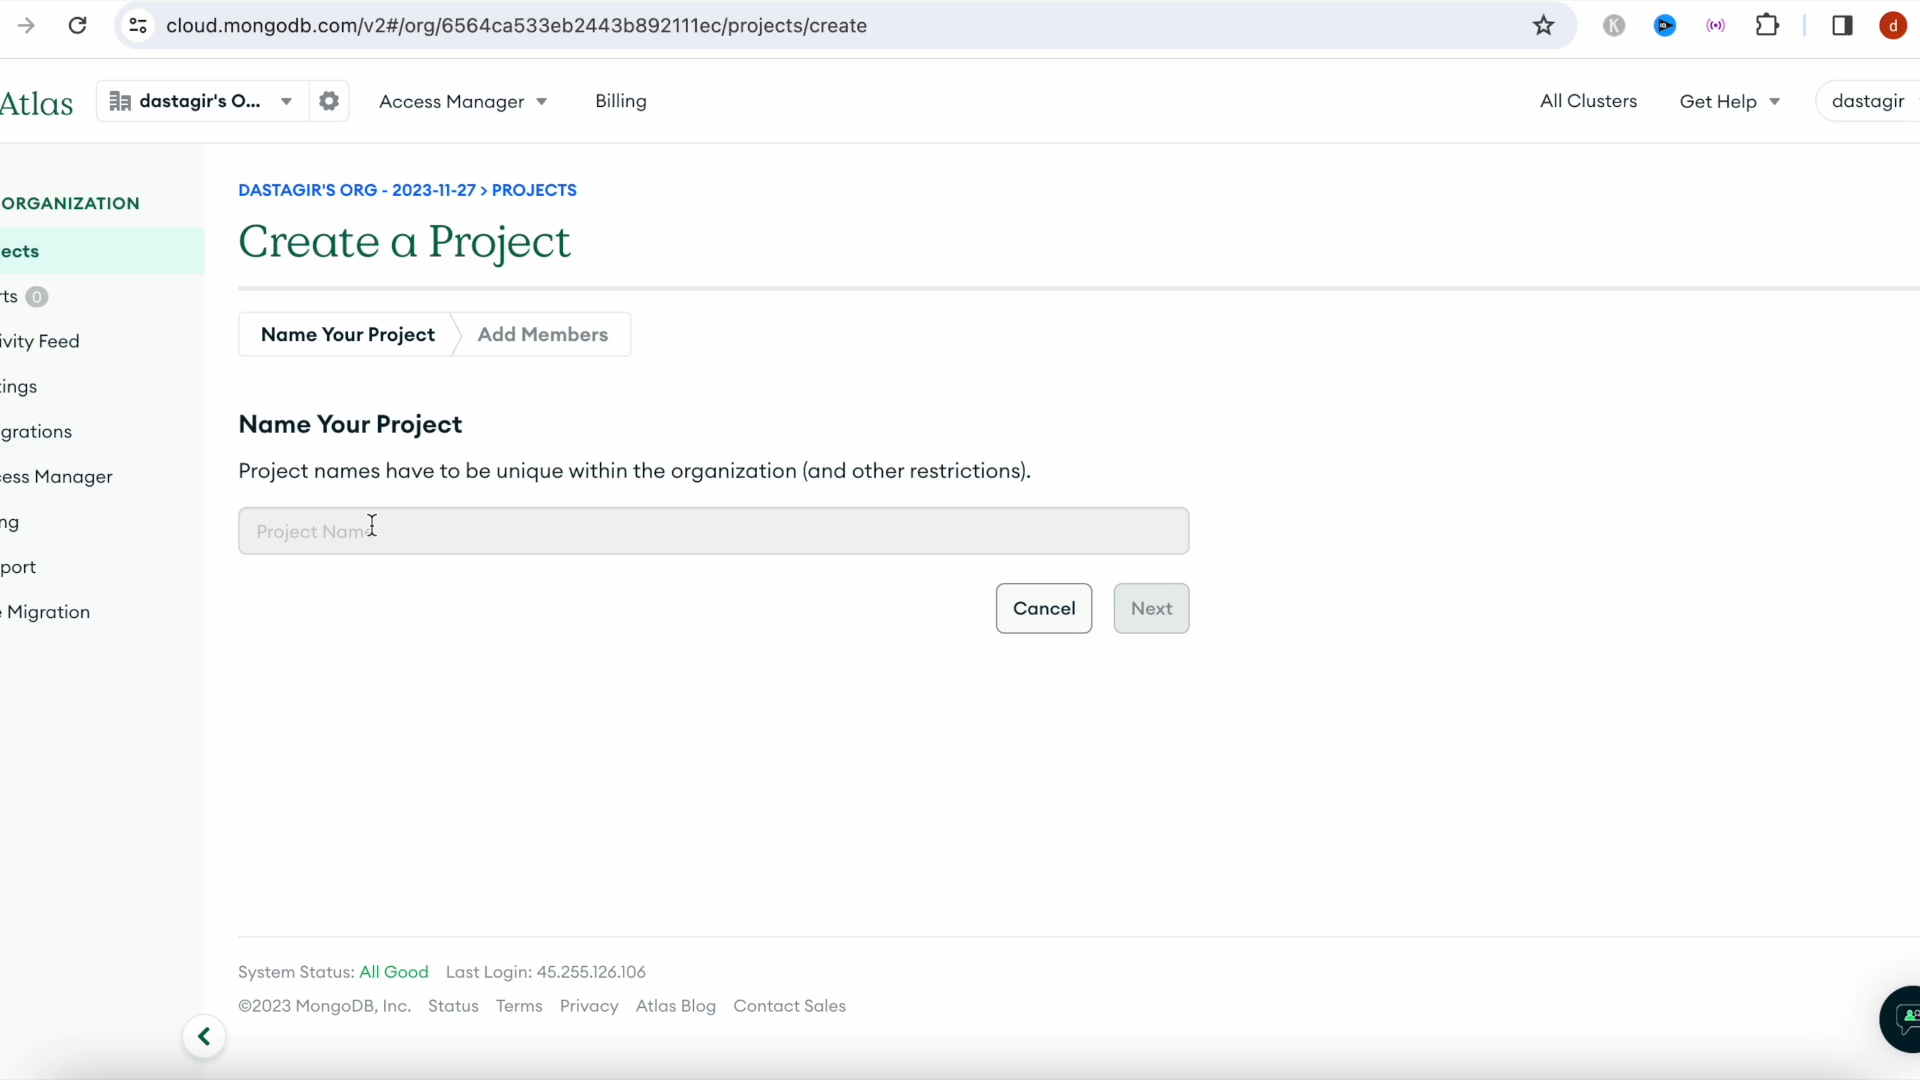 cloud.mongodb.com/v2#/org/6564ca533eb2443b892111ec/projects/create
K
d
Atlas
dastagir's O...
Access Manager
Billing
All Clusters
Get Help
dastagir
ORGANIZATION
ects
rts 0
ivity Feed
ings
grations
cess Manager
ng
port
e Migration
DASTAGIR'S ORG - 2023-11-27 > PROJECTS
Create a Project
Name Your Project
Add Members
Name Your Project
Project names have to be unique within the organization (and other restrictions).
Project Name
Cancel
Next
System Status: All Good Last Login: 45.255.126.106
©2023 MongoDB, Inc. Status Terms Privacy Atlas Blog Contact Sales